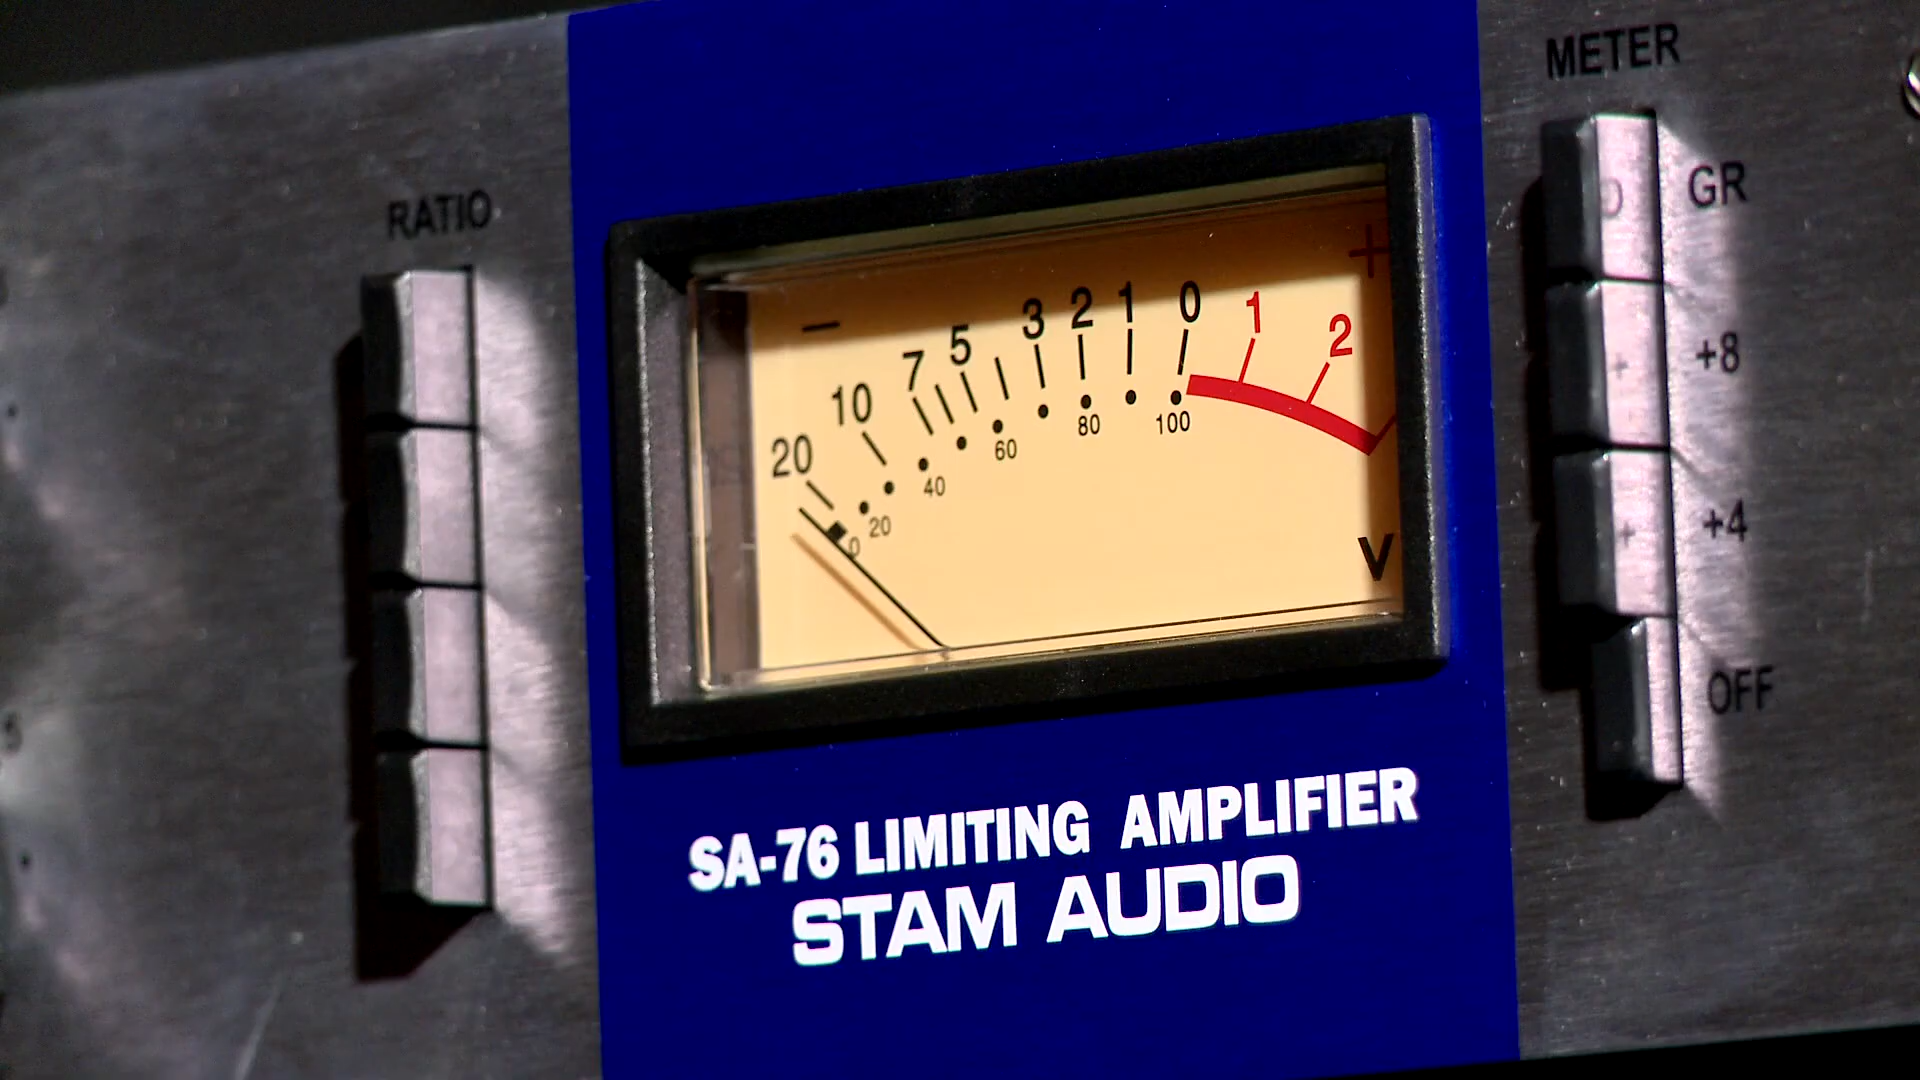 METER
RATIO
GR
+8
+4
OFF
− +
20 10 7 5 3 2 1 0 1 2
0 20 40 60 80 100
V
SA-76 LIMITING AMPLIFIER
STAM AUDIO